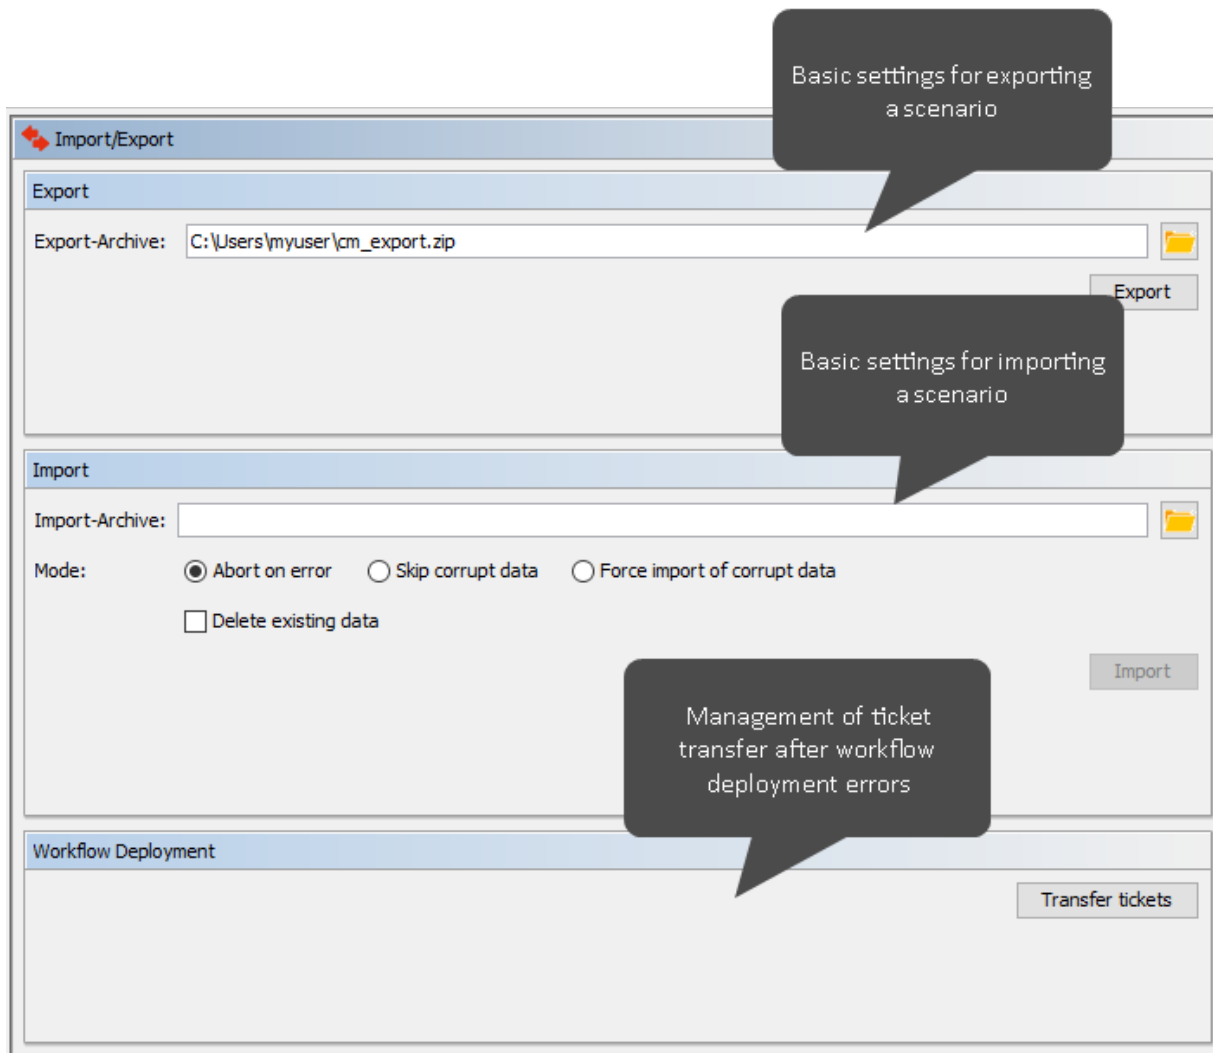 Basic settings for exporting
a scenario
Import/Export
Export
Export-Archive: C:\Users\myuser\cm_export.zip
Export
Basic settings for importing
a scenario
Import
Import-Archive:
Mode: Abort on error Skip corrupt data Force import of corrupt data
Delete existing data
Import
Management of ticket
transfer after workflow
deployment errors
Workflow Deployment
Transfer tickets